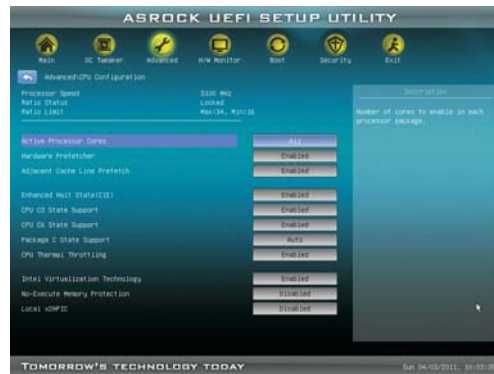 ASROCK UEFI SETUP UTILITY
Main OC Tweaker Advanced H/W Monitor Boot Security Exit
Advanced\CPU Configuration
Description
Processor Speed 3300 MHz
Ratio Status Locked
Ratio Limit Max:34, Min:16
Number of cores to enable in each
processor package.
Active Processor Cores All
Hardware Prefetcher Enabled
Adjacent Cache Line Prefetch Enabled
Enhanced Halt State(C1E) Enabled
CPU C3 State Support Enabled
CPU C6 State Support Enabled
Package C State Support Auto
CPU Thermal Throttling Enabled
Intel Virtualization Technology Enabled
No-Execute Memory Protection Disabled
Local x2APIC Disabled
TOMORROW'S TECHNOLOGY TODAY
Sun 04/03/2011,